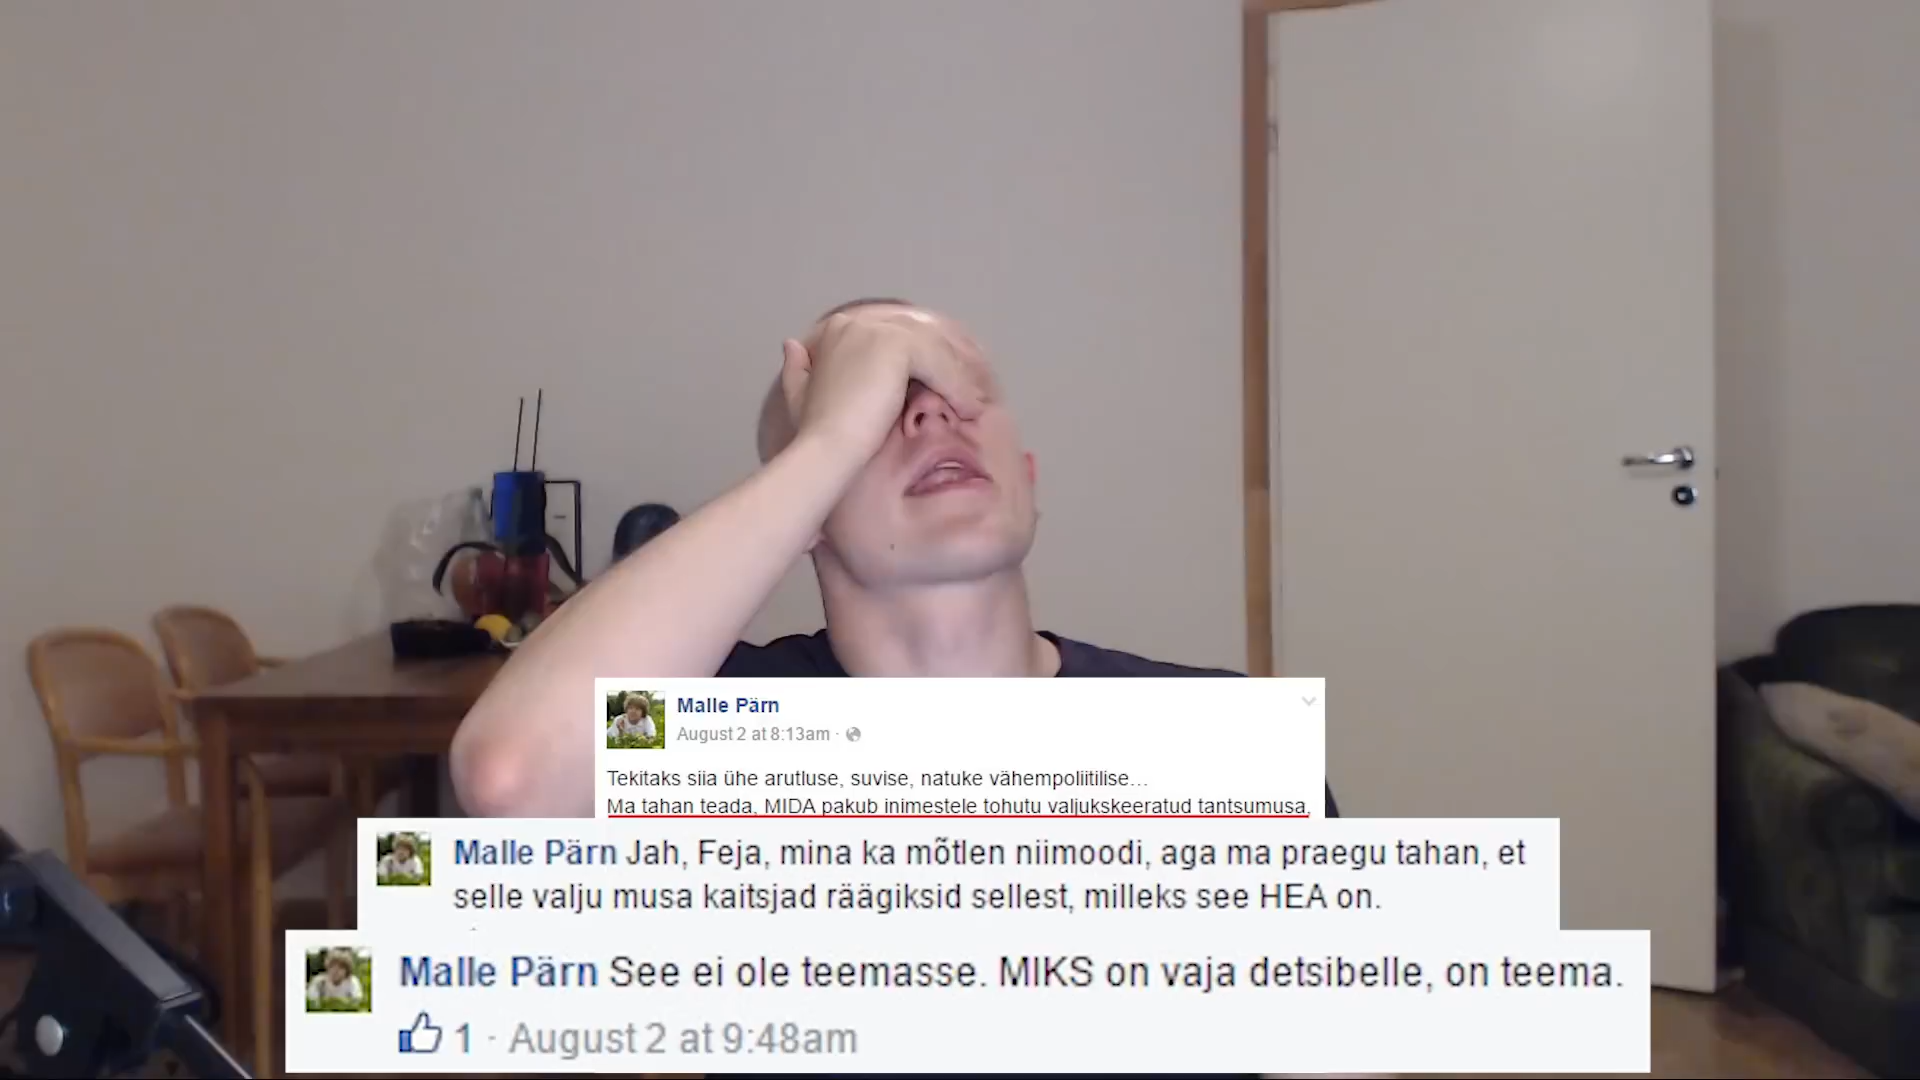 Malle Pärn
August 2 at 8:13am ·
Tekitaks siia ühe arutluse, suvise, natuke vähempoliitilise...
Ma tahan teada, MIDA pakub inimestele tohutu valjukskeeratud tantsumusa,
Malle Pärn Jah, Feja, mina ka mõtlen niimoodi, aga ma praegu tahan, et
selle valju musa kaitsjad räägiksid sellest, milleks see HEA on.
Malle Pärn See ei ole teemasse. MIKS on vaja detsibelle, on teema.
1 · August 2 at 9:48am